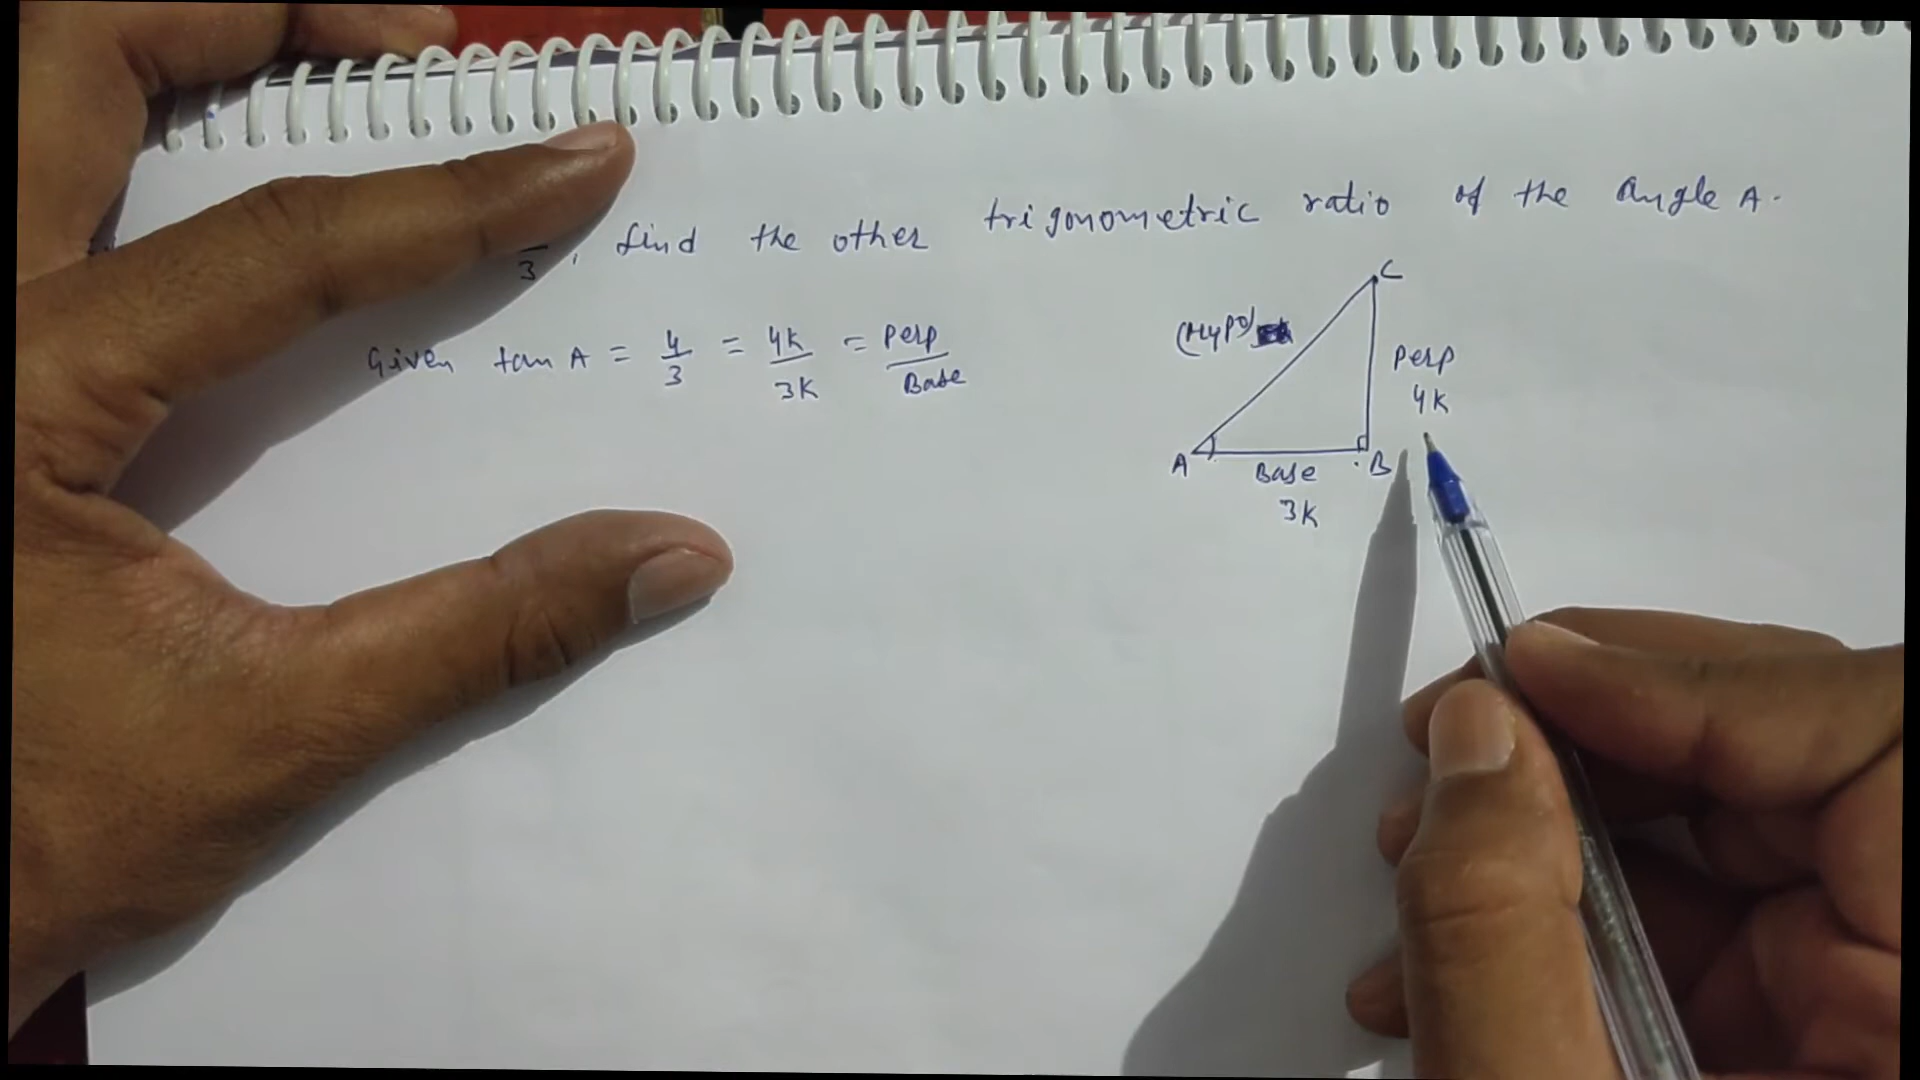 3 , find the other trigonometric ratio of the angle A.
Given tan A = 4/3 = 4K/3K = Perp/Base
C
(Hyp)
Perp
4K
A
Base
B
3K